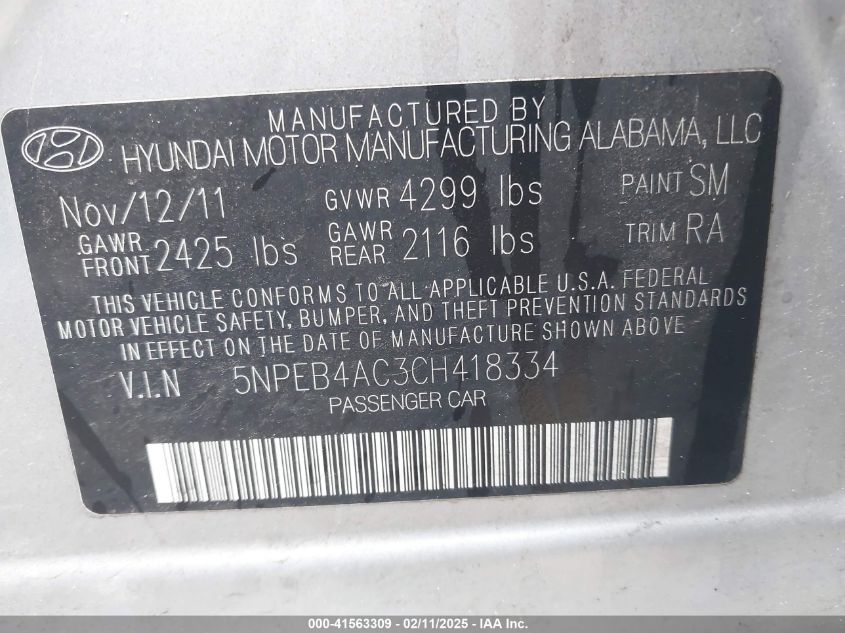 MANUFACTURED BY
HYUNDAI MOTOR MANUFACTURING ALABAMA, LLC
Nov/12/11 GVWR 4299 lbs PAINT SM
GAWR FRONT 2425 lbs GAWR REAR 2116 lbs TRIM RA
THIS VEHICLE CONFORMS TO ALL APPLICABLE U.S.A. FEDERAL
MOTOR VEHICLE SAFETY, BUMPER, AND THEFT PREVENTION STANDARDS
IN EFFECT ON THE DATE OF MANUFACTURE SHOWN ABOVE
V.I.N 5NPEB4AC3CH418334
PASSENGER CAR
000-41563309 - 02/11/2025 - IAA Inc.